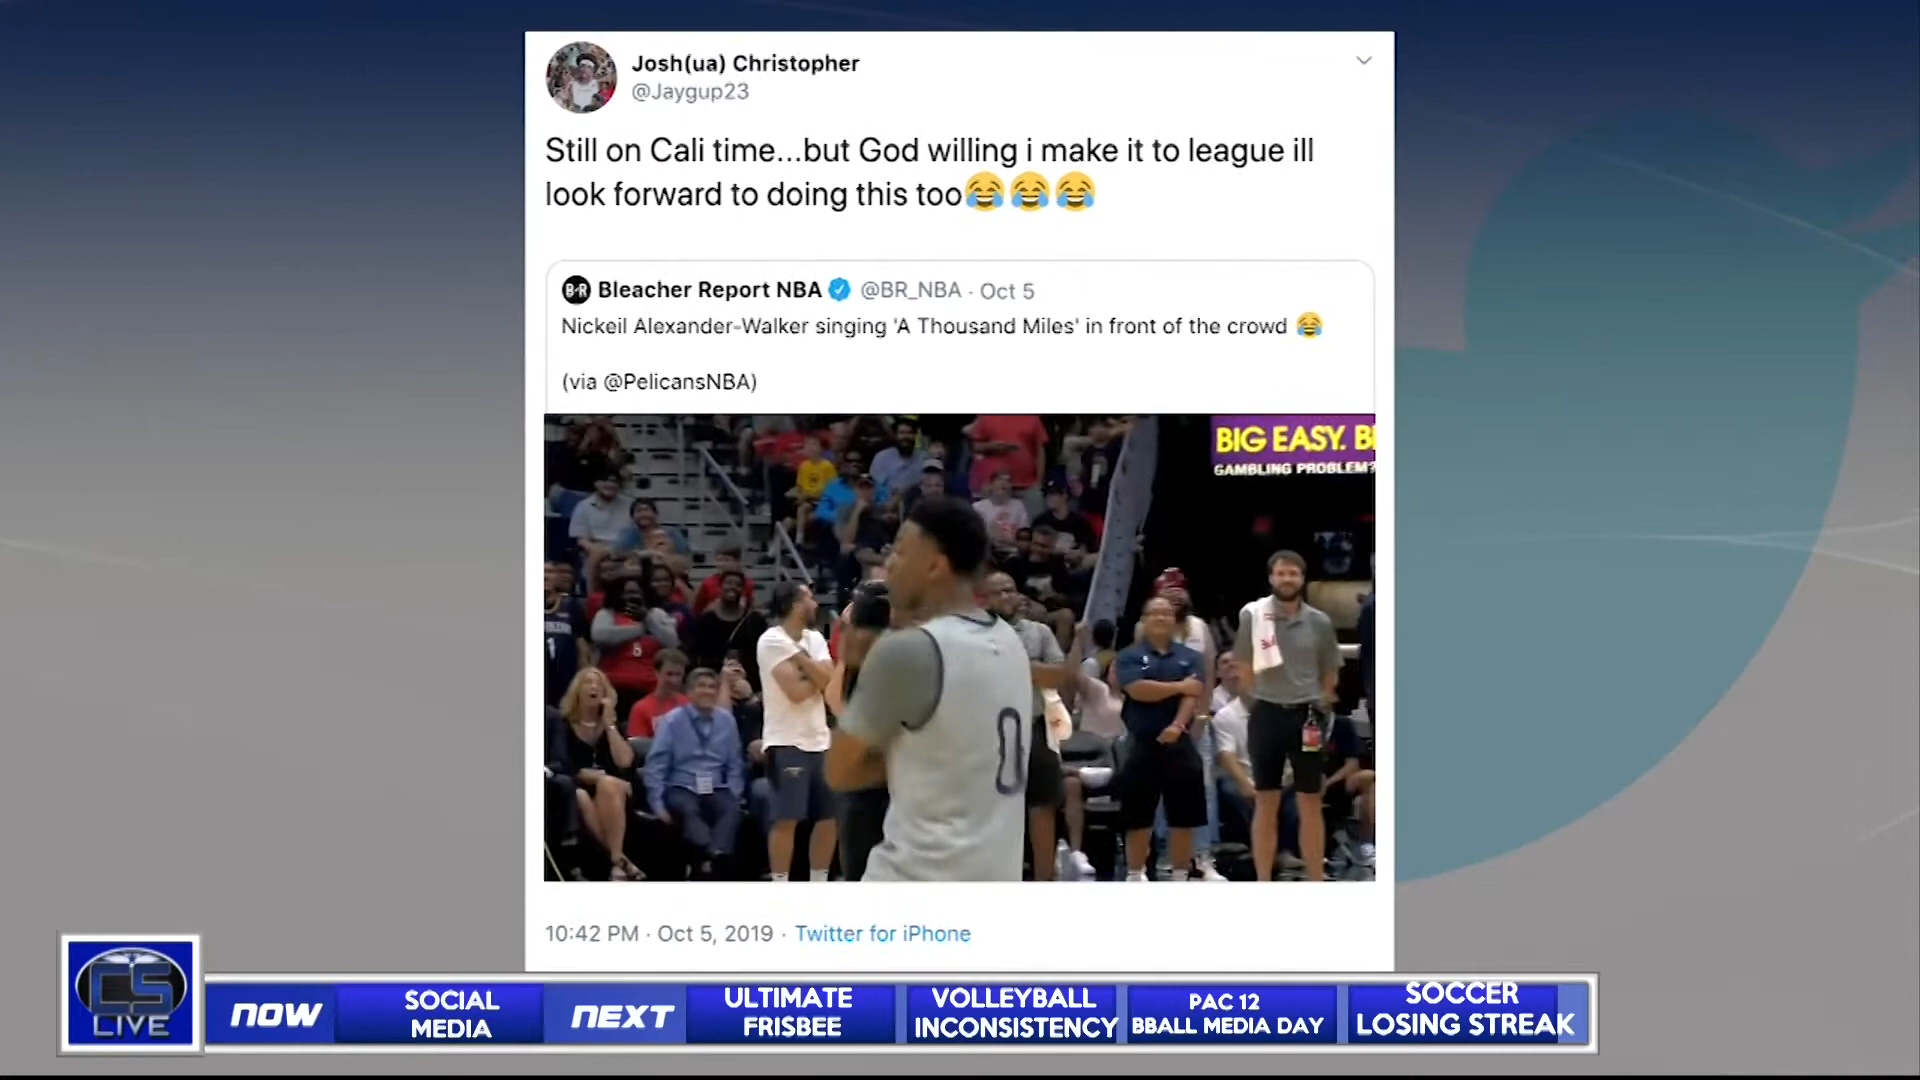 Josh(ua) Christopher
@Jaygup23
Still on Cali time...but God willing i make it to league ill
look forward to doing this too😂😂😂
B/R Bleacher Report NBA @BR_NBA · Oct 5
Nickeil Alexander-Walker singing 'A Thousand Miles' in front of the crowd 😂
(via @PelicansNBA)
BIG EASY. B
GAMBLING PROBLEM?
0
10:42 PM · Oct 5, 2019 · Twitter for iPhone
CS
LIVE
NOW
SOCIAL
MEDIA
NEXT
ULTIMATE
FRISBEE
VOLLEYBALL
INCONSISTENCY
PAC 12
BBALL MEDIA DAY
SOCCER
LOSING STREAK